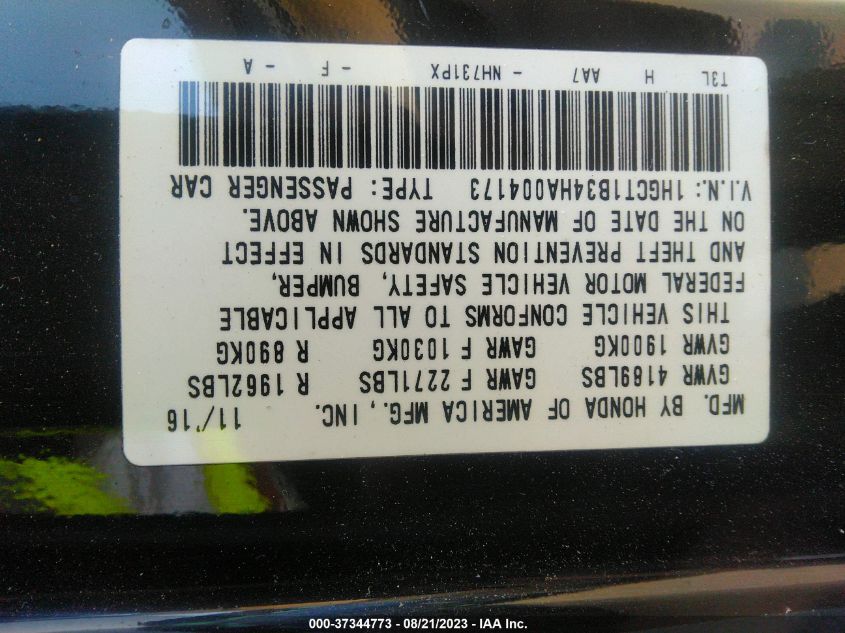 MFD. BY HONDA OF AMERICA MFG., INC. 11/'16
GVWR 4189LBS GAWR F 2271LBS R 1962LBS
GVWR 1900KG GAWR F 1030KG R 890KG
THIS VEHICLE CONFORMS TO ALL APPLICABLE
FEDERAL MOTOR VEHICLE SAFETY, BUMPER,
AND THEFT PREVENTION STANDARDS IN EFFECT
ON THE DATE OF MANUFACTURE SHOWN ABOVE.
V.I.N.: 1HGCT1B34HA004173 TYPE: PASSENGER CAR
T3L H AA7 - NH731PX - F - A
000-37344773 - 08/21/2023 - IAA Inc.